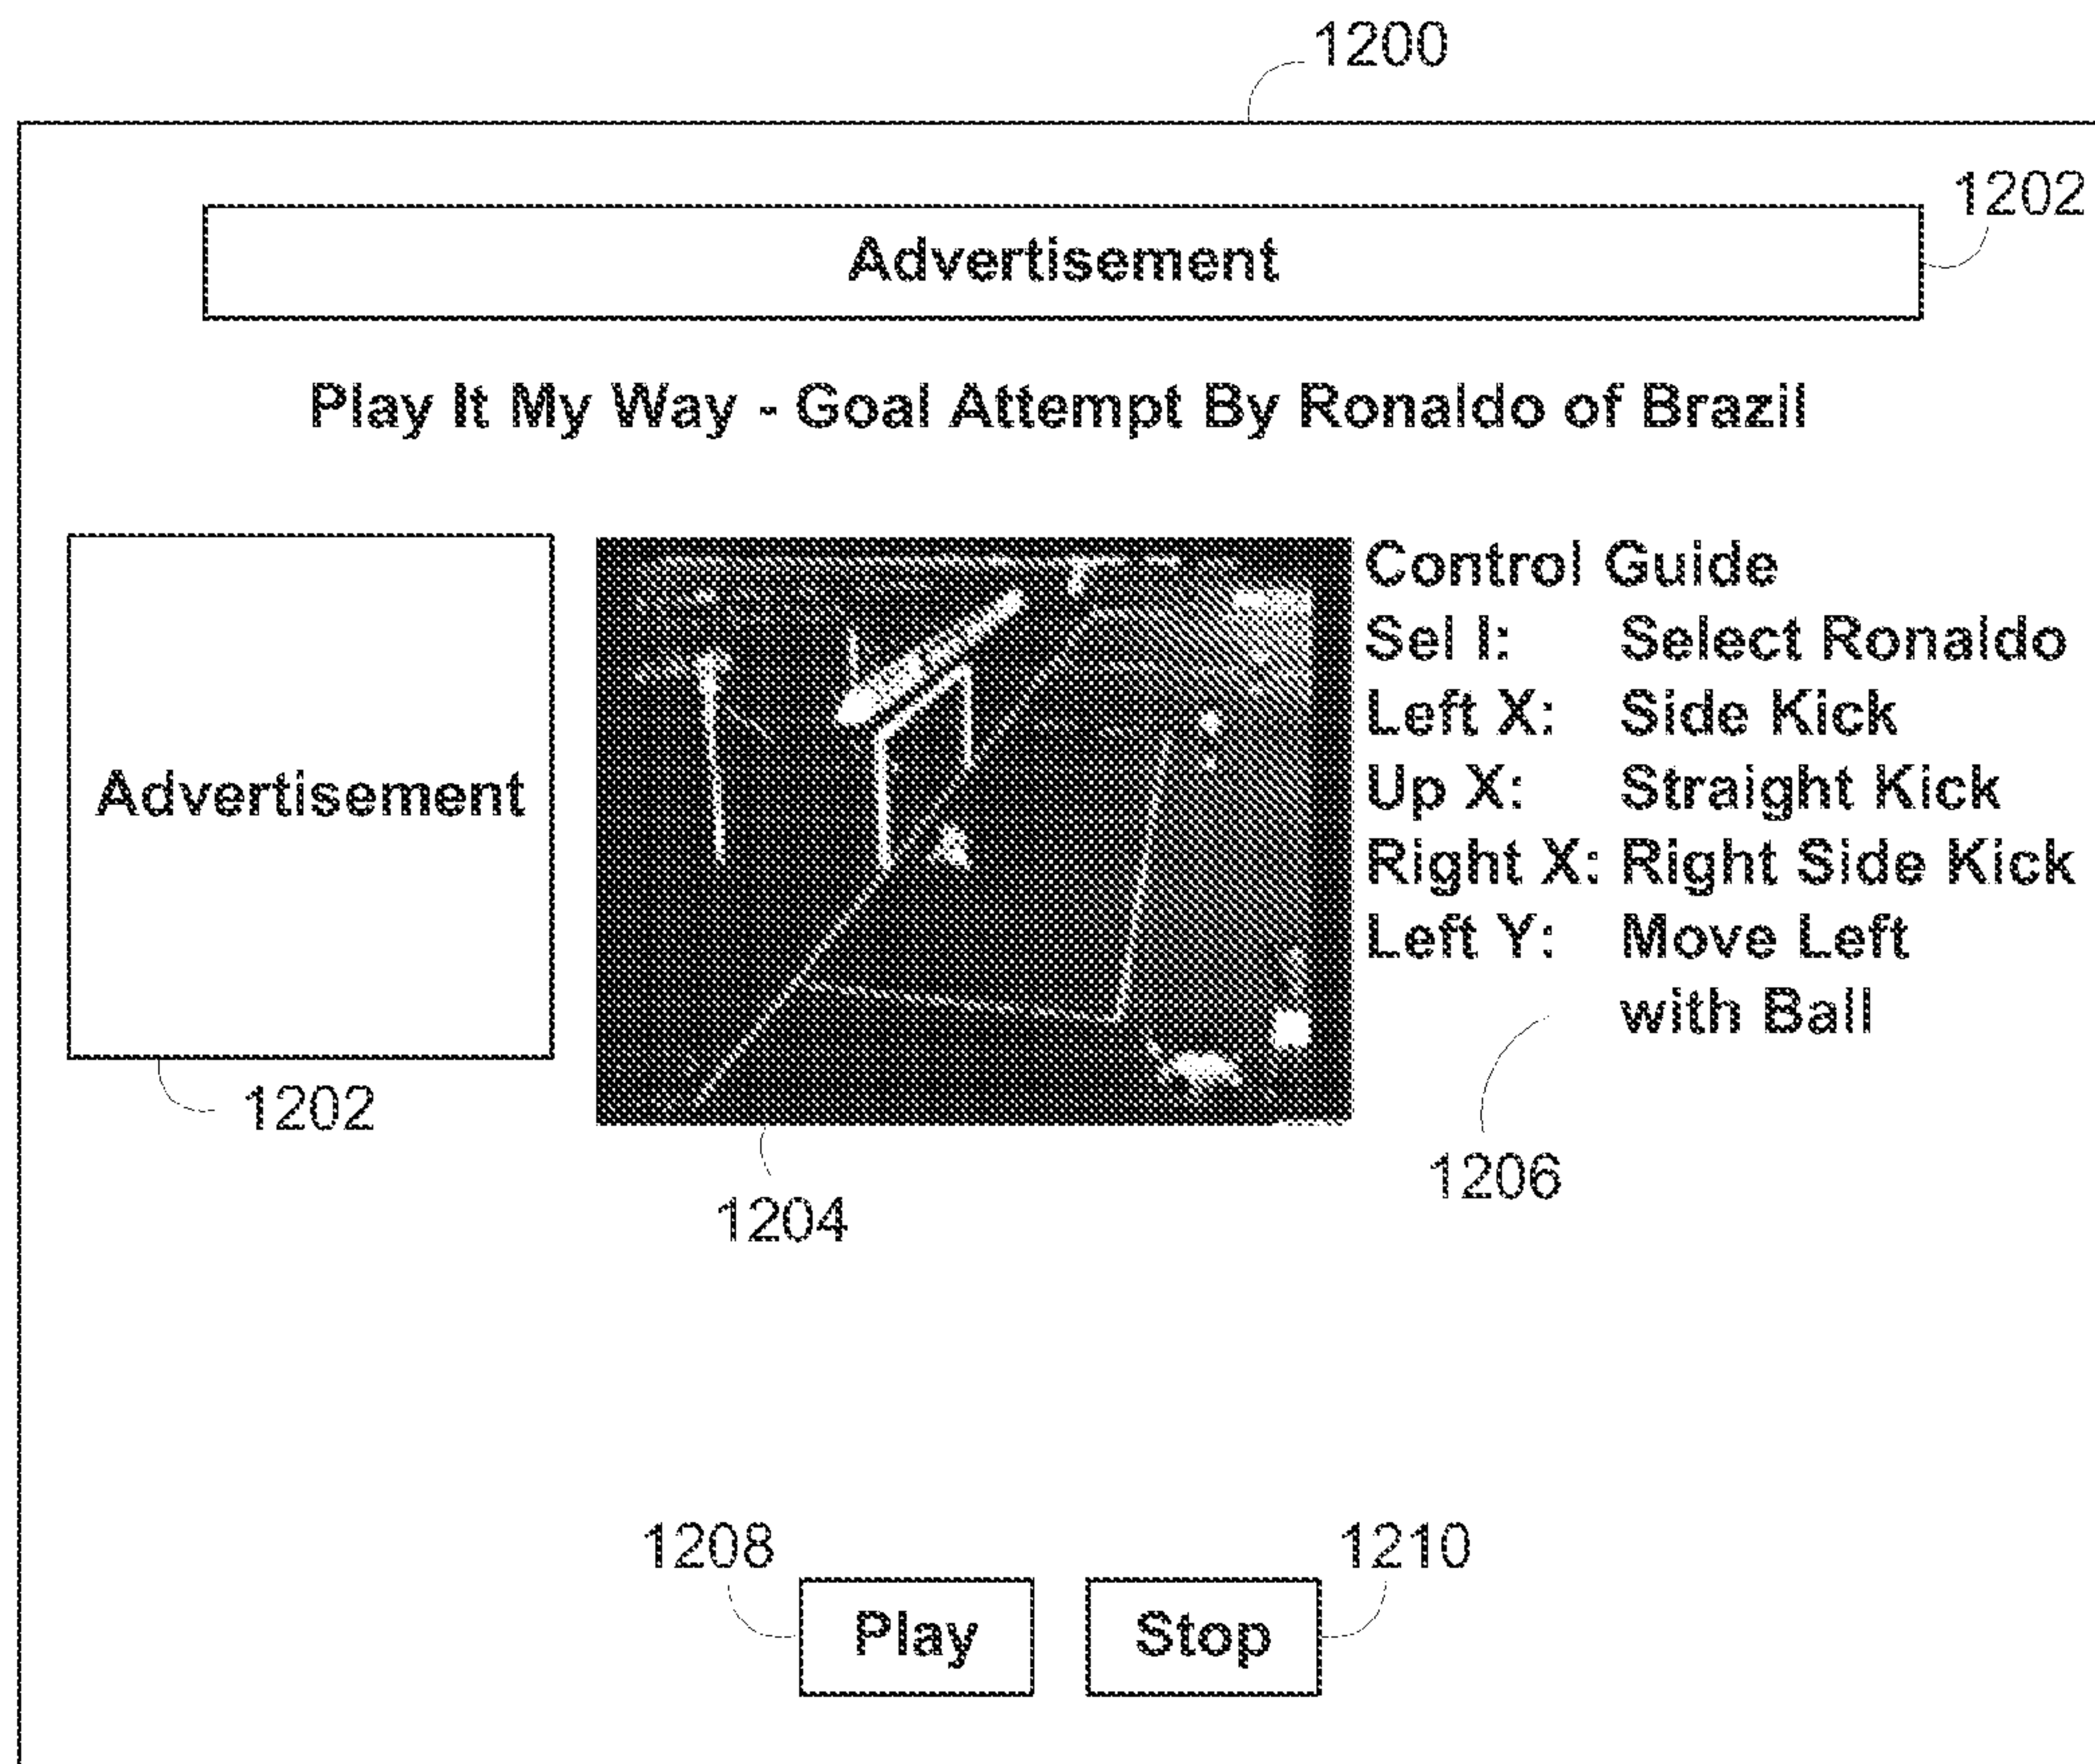 1200
1202
Advertisement
Play It My Way - Goal Attempt By Ronaldo of Brazil
Advertisement
1202
1204
Control Guide
Sel I: Select Ronaldo
Left X: Side Kick
Up X: Straight Kick
Right X: Right Side Kick
Left Y: Move Left
with Ball
1206
1208
Play
1210
Stop